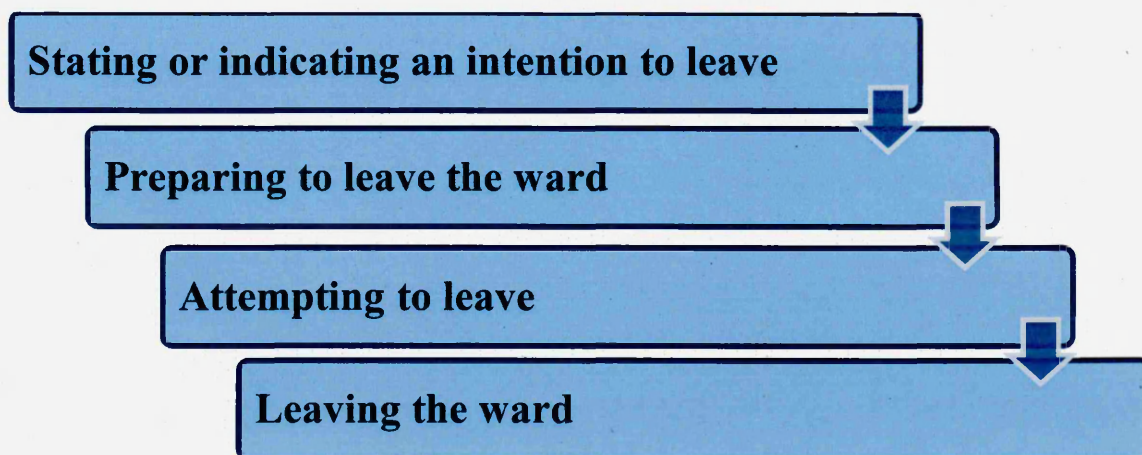 Stating or indicating an intention to leave
Preparing to leave the ward
Attempting to leave
Leaving the ward